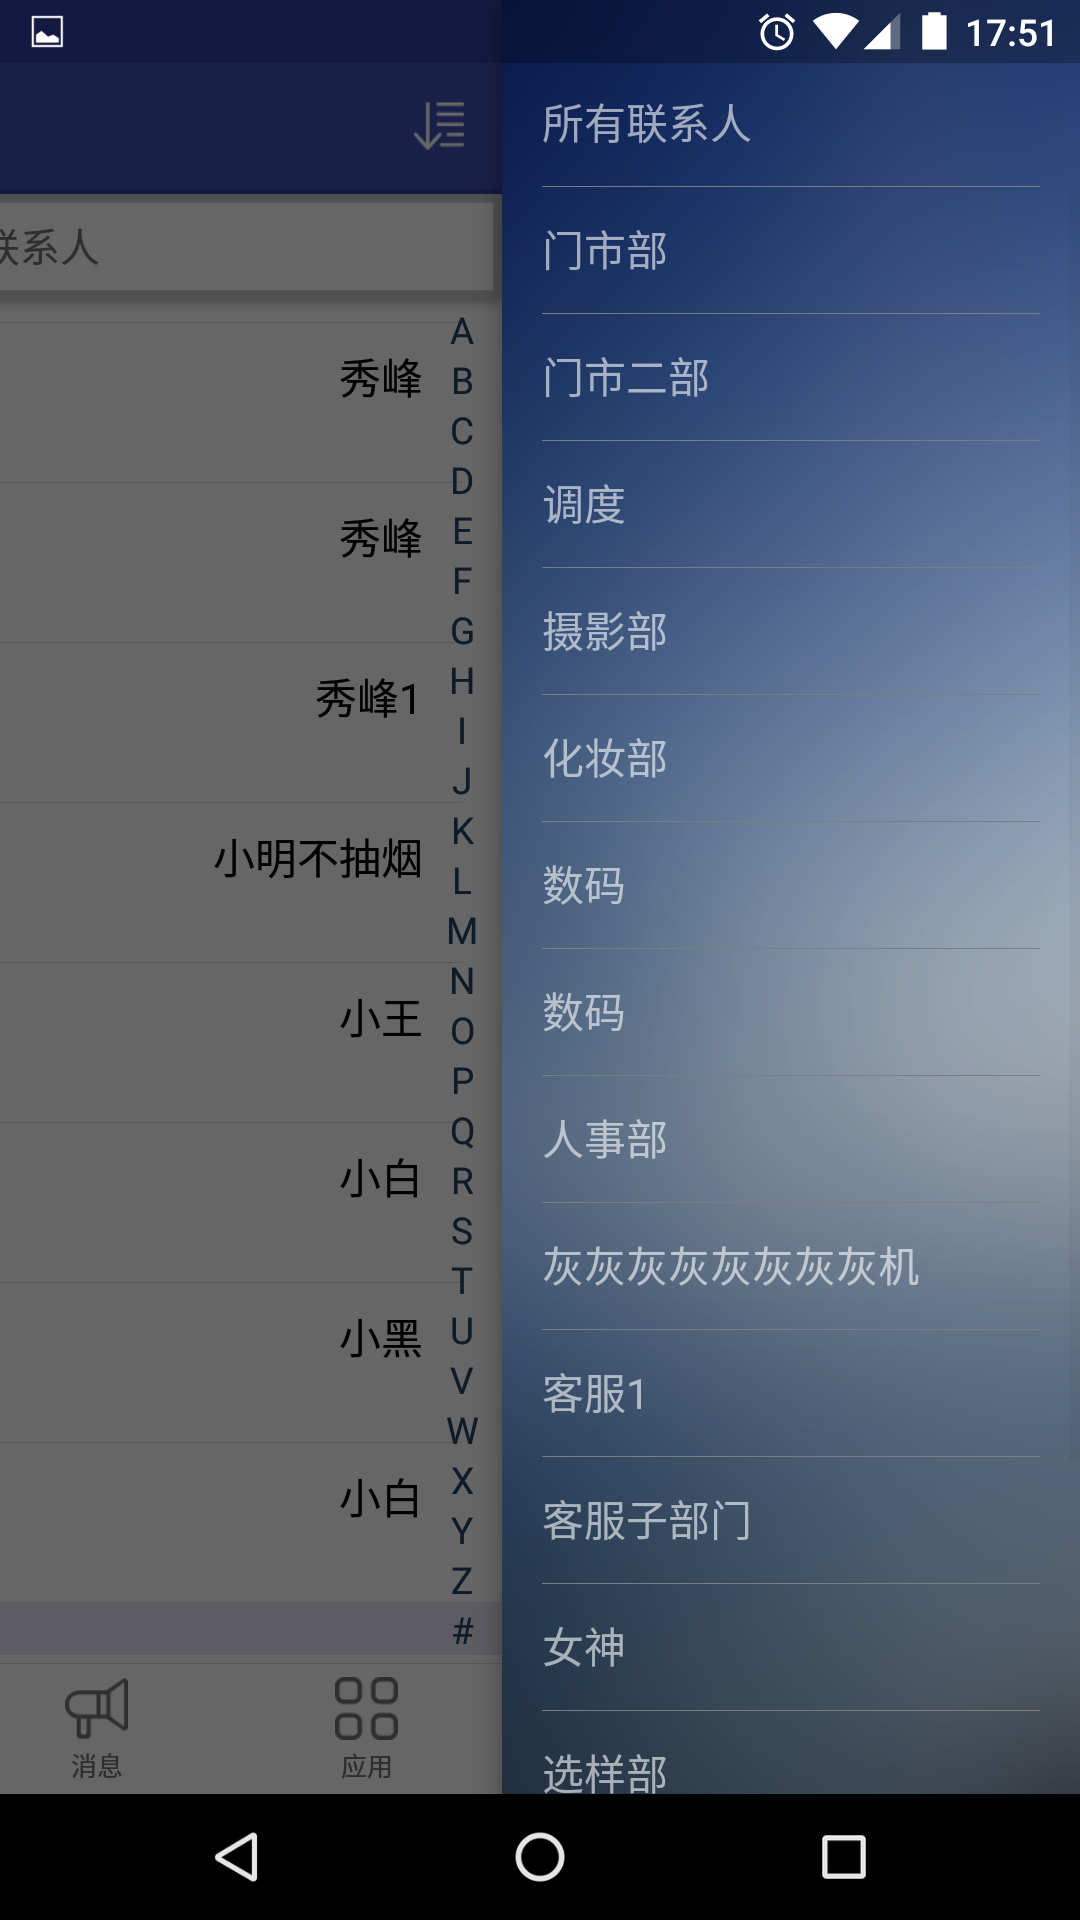 17:51
联系人
秀峰
秀峰
秀峰1
小明不抽烟
小王
小白
小黑
小白
A
B
C
D
E
F
G
H
I
J
K
L
M
N
O
P
Q
R
S
T
U
V
W
X
Y
Z
#
消息
应用
所有联系人
门市部
门市二部
调度
摄影部
化妆部
数码
数码
人事部
灰灰灰灰灰灰灰灰机
客服1
客服子部门
女神
选样部